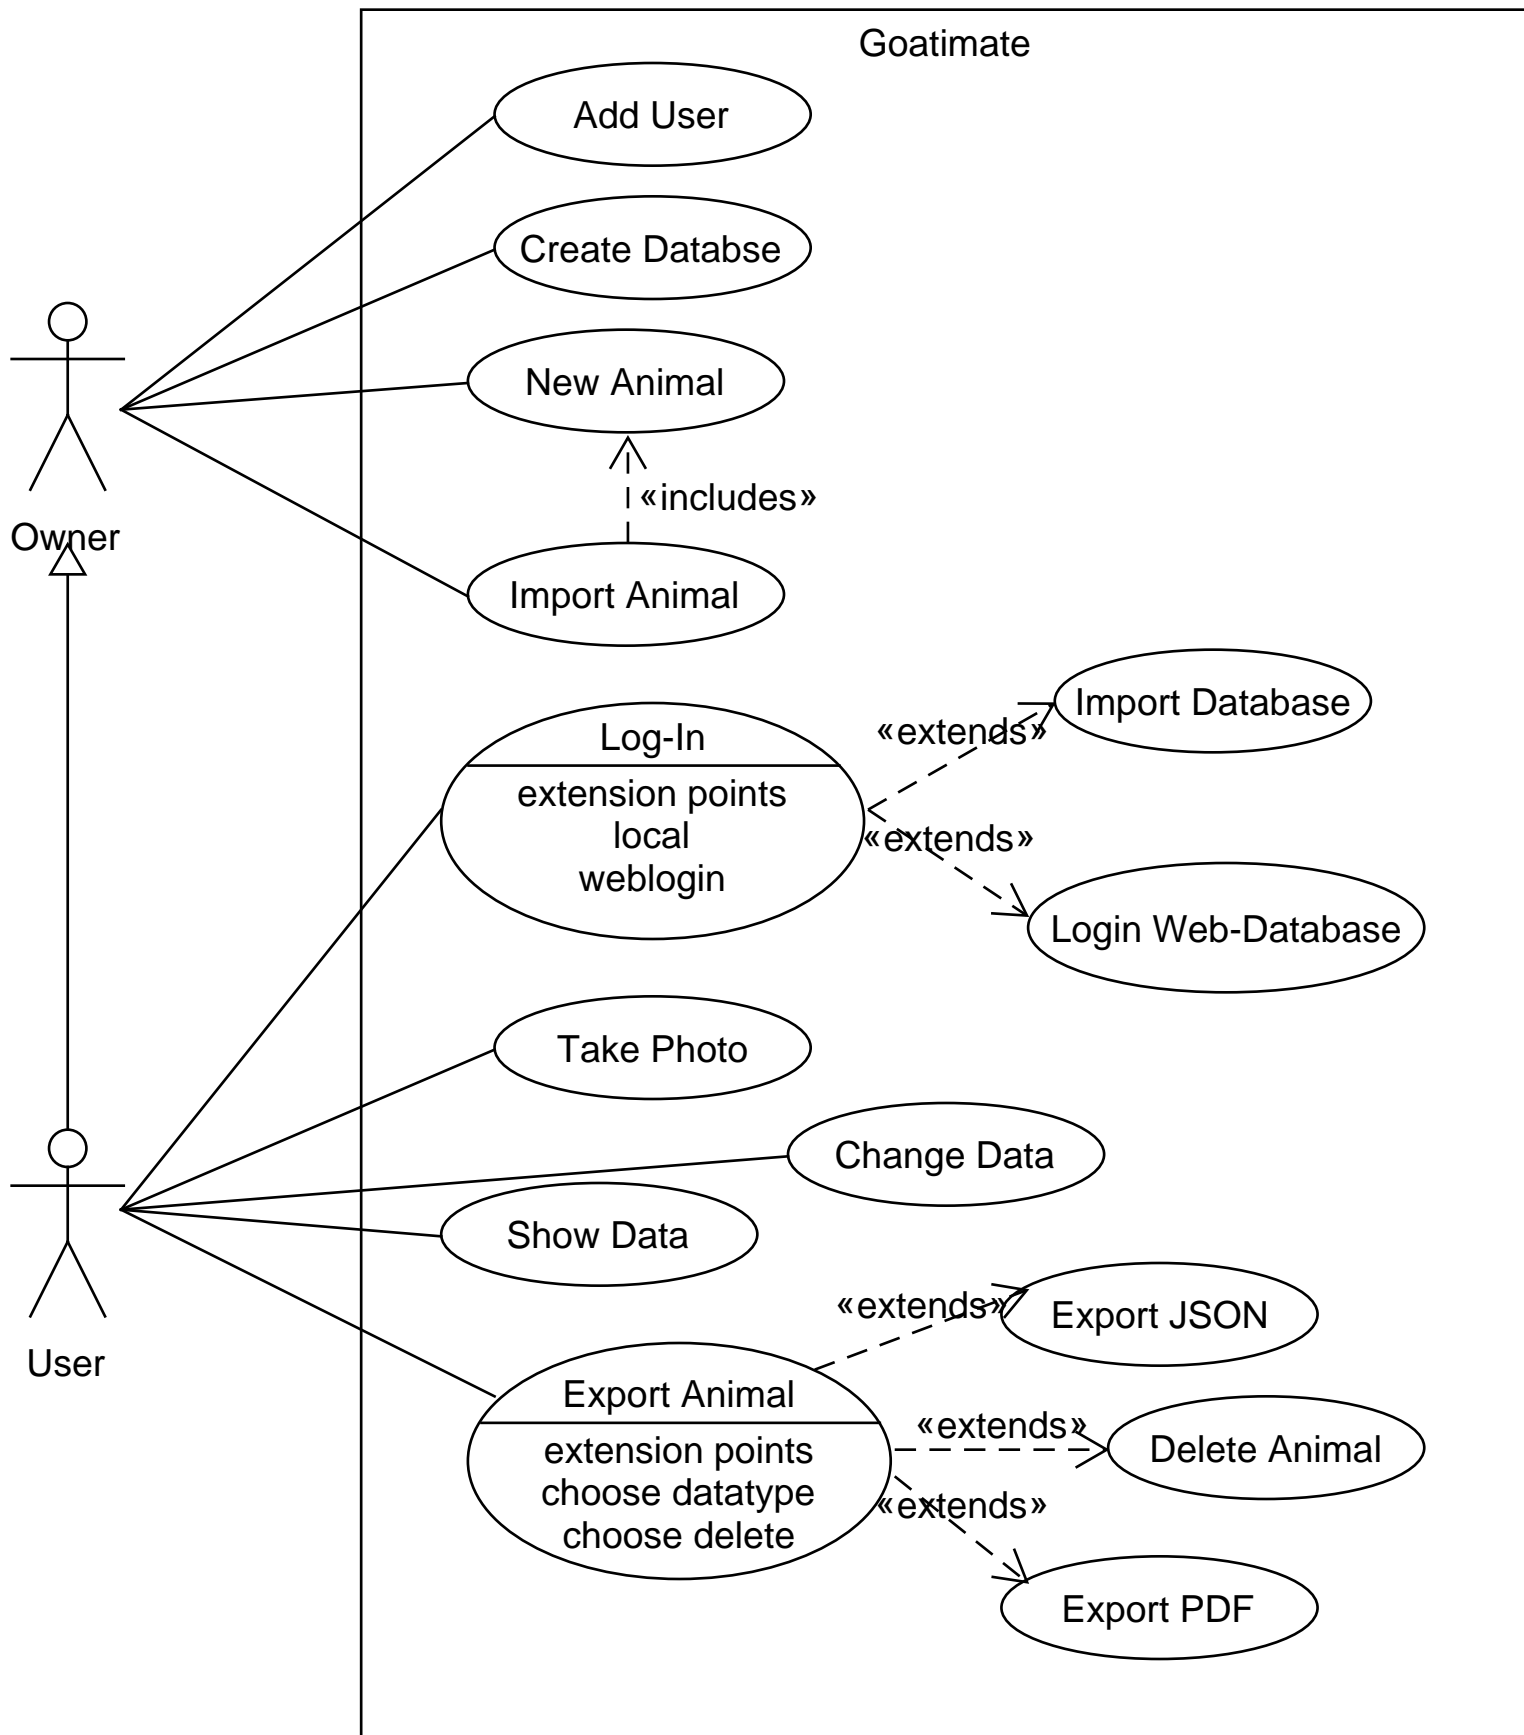 Goatimate
Add User
Create Databse
New Animal
«includes»
Owner
Import Animal
Import Database
«extends»
Log-In
extension points
local
weblogin
«extends»
Login Web-Database
Take Photo
Change Data
Show Data
«extends»
Export JSON
User
Export Animal
extension points
choose datatype
choose delete
«extends»
Delete Animal
«extends»
Export PDF